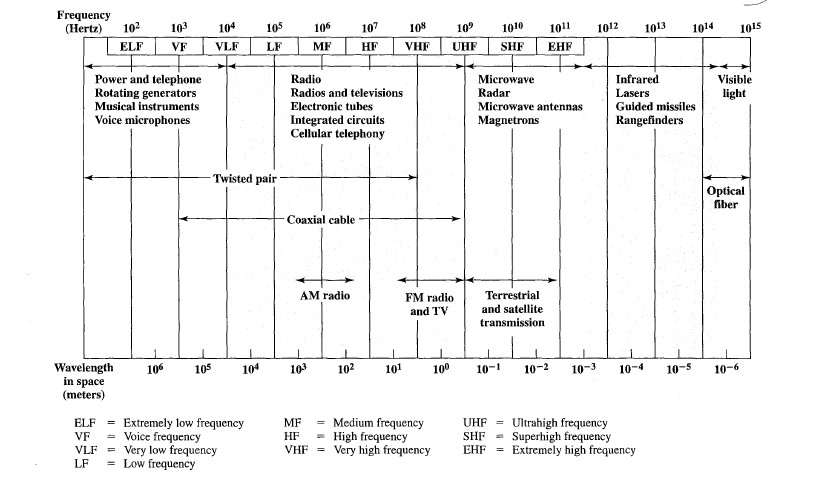 Frequency
(Hertz) 10² 10³ 10⁴ 10⁵ 10⁶ 10⁷ 10⁸ 10⁹ 10¹⁰ 10¹¹ 10¹² 10¹³ 10¹⁴ 10¹⁵
ELF VF VLF LF MF HF VHF UHF SHF EHF
Power and telephone
Rotating generators
Musical instruments
Voice microphones
Radio
Radios and televisions
Electronic tubes
Integrated circuits
Cellular telephony
Microwave
Radar
Microwave antennas
Magnetrons
Infrared
Lasers
Guided missiles
Rangefinders
Visible
light
Twisted pair
Optical
fiber
Coaxial cable
AM radio
FM radio
and TV
Terrestrial
and satellite
transmission
Wavelength
in space
(meters)
10⁶ 10⁵ 10⁴ 10³ 10² 10¹ 10⁰ 10⁻¹ 10⁻² 10⁻³ 10⁻⁴ 10⁻⁵ 10⁻⁶
ELF = Extremely low frequency
VF = Voice frequency
VLF = Very low frequency
LF = Low frequency
MF = Medium frequency
HF = High frequency
VHF = Very high frequency
UHF = Ultrahigh frequency
SHF = Superhigh frequency
EHF = Extremely high frequency